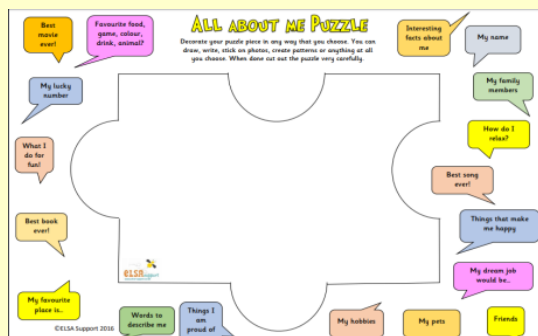 ALL ABOUT ME PUZZLE
Decorate your puzzle piece in any way that you choose. You can
draw, write, stick on photos, create patterns or anything at all
you choose. When done cut out the puzzle very carefully.
Best
movie
ever!
Favourite food,
game, colour,
drink, animal?
Interesting
facts about
me
My name
My lucky
number
My family
members
What I
do for
fun!
How do I
relax?
Best song
ever!
Best book
ever!
Things that make
me happy
My dream job
would be..
My favourite
place is..
Words to
describe me
Things I
am
proud of
My hobbies
My pets
Friends
ELSA Support
©ELSA Support 2016